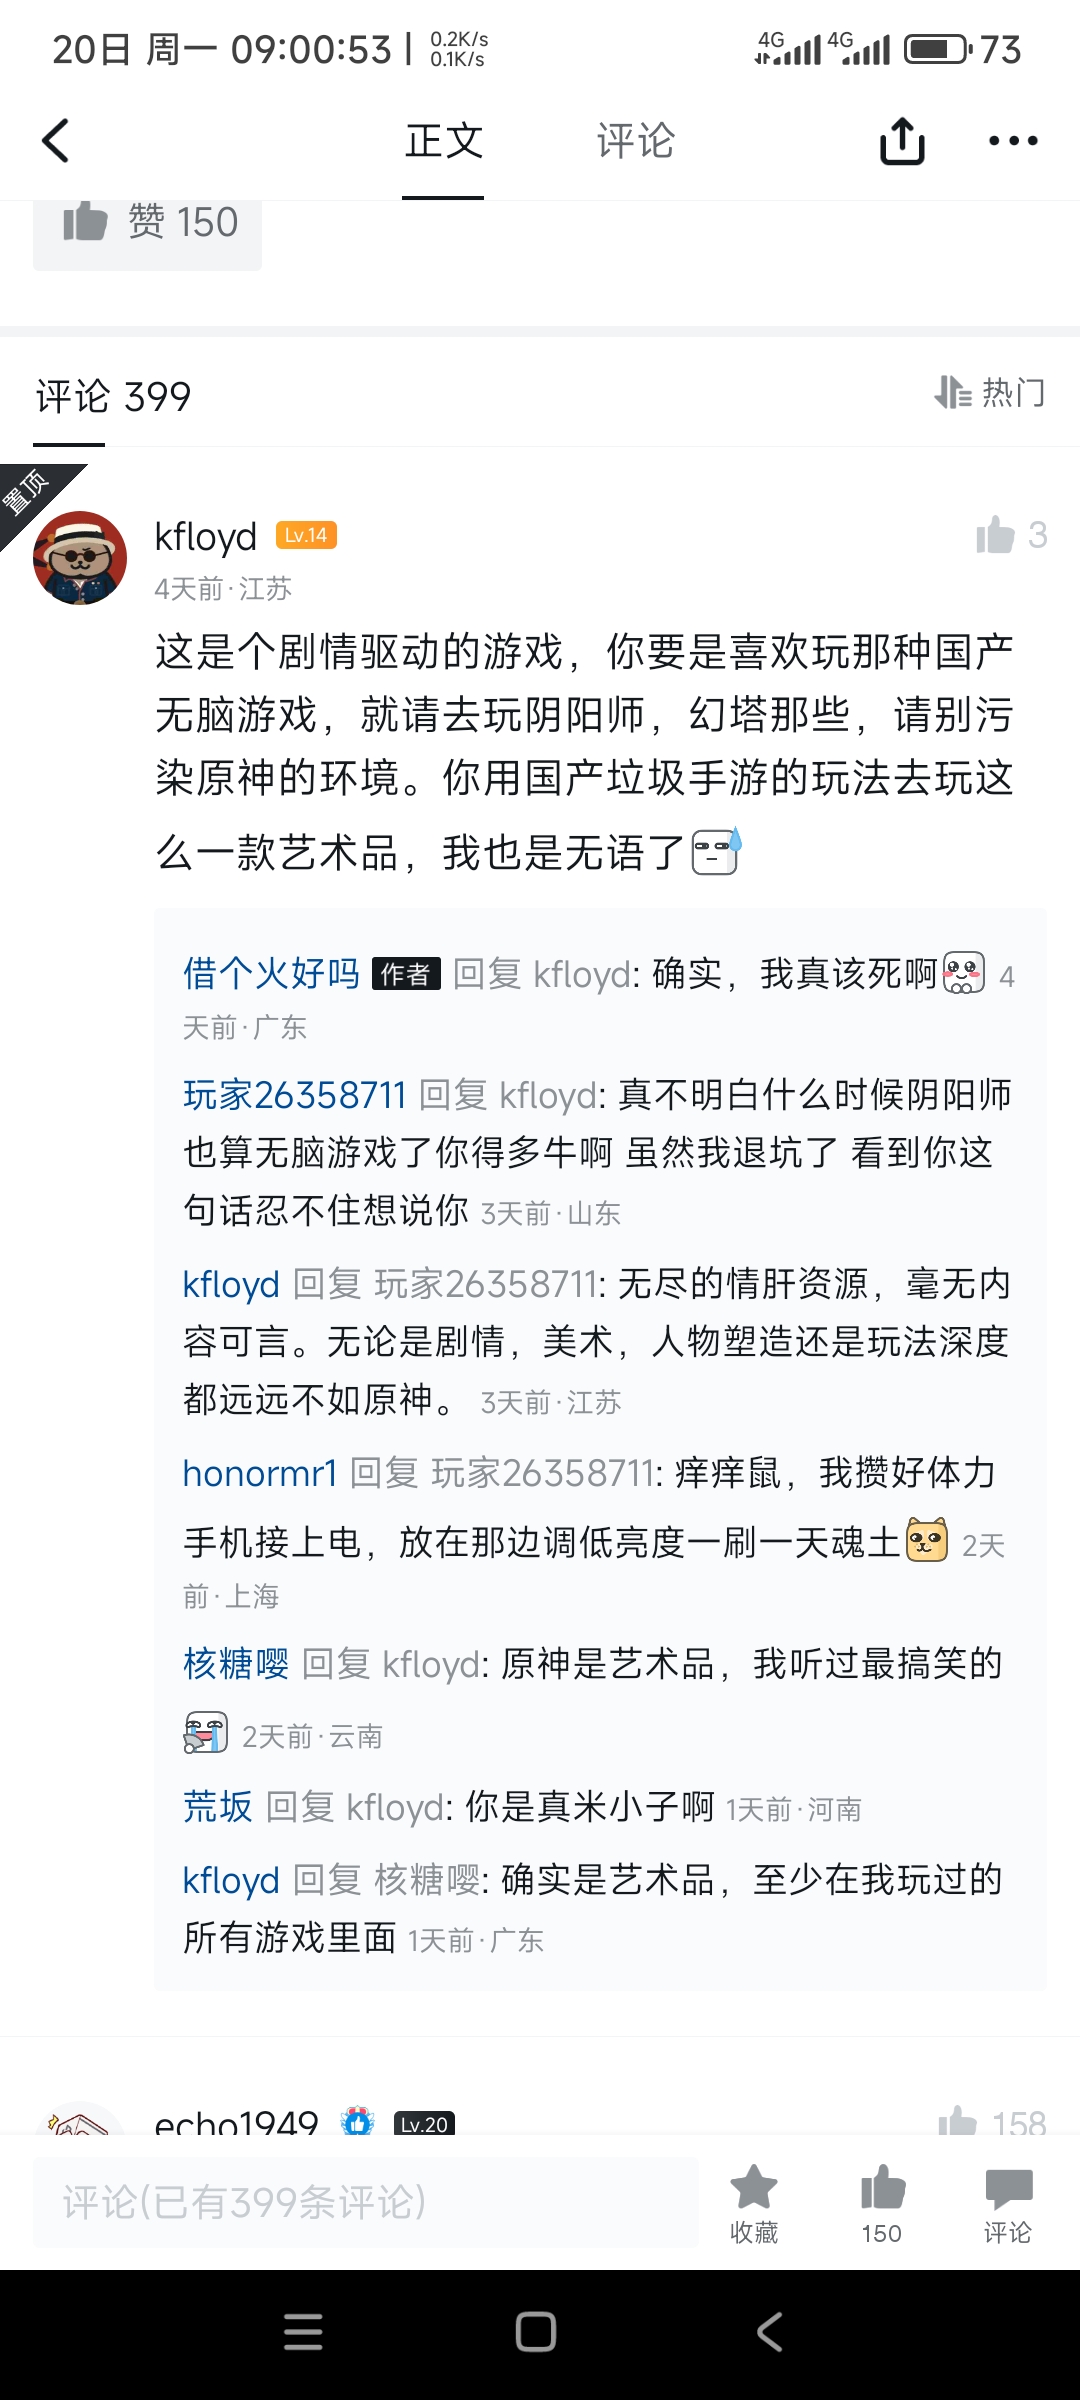 20日 周一 09:00:53 | 0.2K/s 0.1K/s 4G 4G 73
正文 评论
赞 150
评论 399 热门
置顶
kfloyd Lv.14 3
4天前·江苏
这是个剧情驱动的游戏，你要是喜欢玩那种国产
无脑游戏，就请去玩阴阳师，幻塔那些，请别污
染原神的环境。你用国产垃圾手游的玩法去玩这
么一款艺术品，我也是无语了
借个火好吗 作者 回复 kfloyd: 确实，我真该死啊 4
天前·广东
玩家26358711 回复 kfloyd: 真不明白什么时候阴阳师
也算无脑游戏了你得多牛啊 虽然我退坑了 看到你这
句话忍不住想说你 3天前·山东
kfloyd 回复 玩家26358711: 无尽的情肝资源，毫无内
容可言。无论是剧情，美术，人物塑造还是玩法深度
都远远不如原神。 3天前·江苏
honormr1 回复 玩家26358711: 痒痒鼠，我攒好体力
手机接上电，放在那边调低亮度一刷一天魂土 2天
前·上海
核糖嘤 回复 kfloyd: 原神是艺术品，我听过最搞笑的
2天前·云南
荒坂 回复 kfloyd: 你是真米小子啊 1天前·河南
kfloyd 回复 核糖嘤: 确实是艺术品，至少在我玩过的
所有游戏里面 1天前·广东
echo1949 Lv.20 158
评论(已有399条评论)
收藏 150 评论